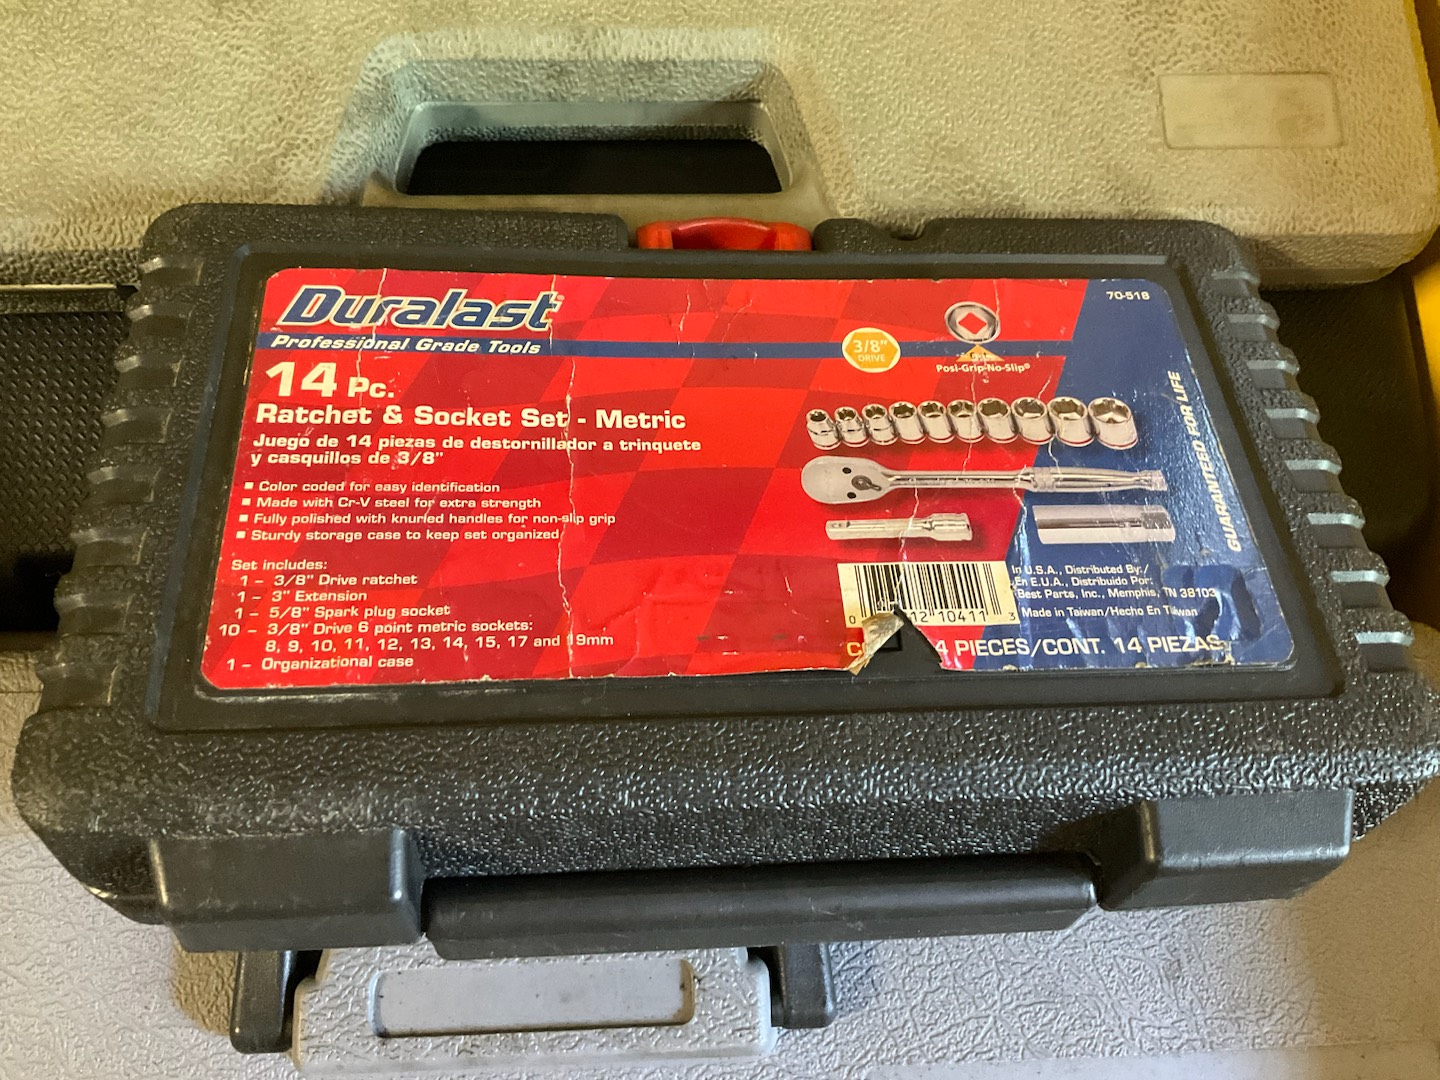 Duralast
Professional Grade Tools
14 Pc.
Ratchet & Socket Set - Metric
Juego de 14 piezas de destornillador a trinquete
y casquillos de 3/8"
■ Color coded for easy identification
■ Made with Cr-V steel for extra strength
■ Fully polished with knurled handles for non-slip grip
■ Sturdy storage case to keep set organized
Set includes:
1 - 3/8" Drive ratchet
1 - 3" Extension
1 - 5/8" Spark plug socket
10 - 3/8" Drive 6 point metric sockets:
8, 9, 10, 11, 12, 13, 14, 15, 17 and 19mm
1 - Organizational case
70-518
3/8"
DRIVE
Posi-Grip-No-Slip®
GUARANTEED FOR LIFE
In U.S.A., Distributed By:/
En E.U.A., Distribuido Por:
Best Parts, Inc., Memphis, TN 38103
Made in Taiwan/Hecho En Taiwan
12 10411 3
4 PIECES/CONT. 14 PIEZAS